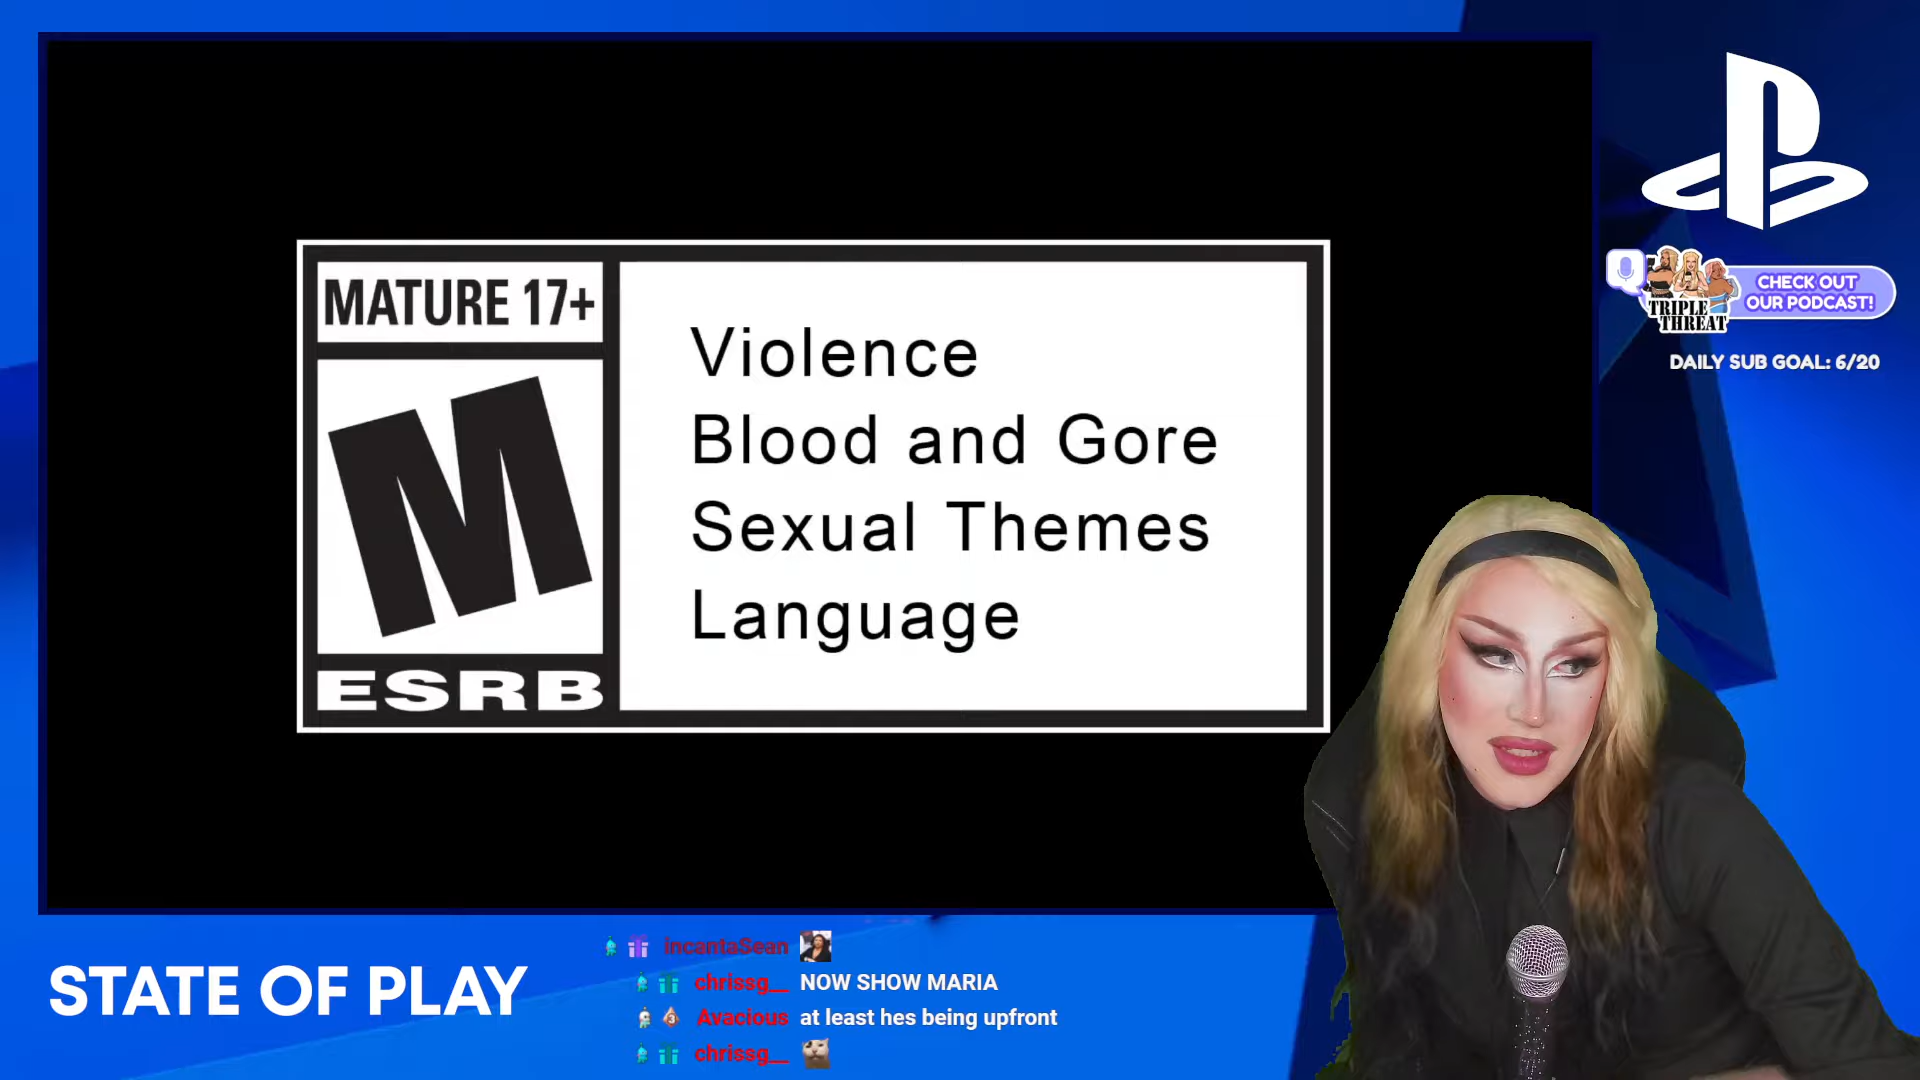 MATURE 17+
M
ESRB
Violence
Blood and Gore
Sexual Themes
Language
TRIPLE
THREAT
CHECK OUT
OUR PODCAST!
DAILY SUB GOAL: 6/20
STATE OF PLAY
IncantaSean
chrissg__ NOW SHOW MARIA
Avacious at least hes being upfront
chrissg__